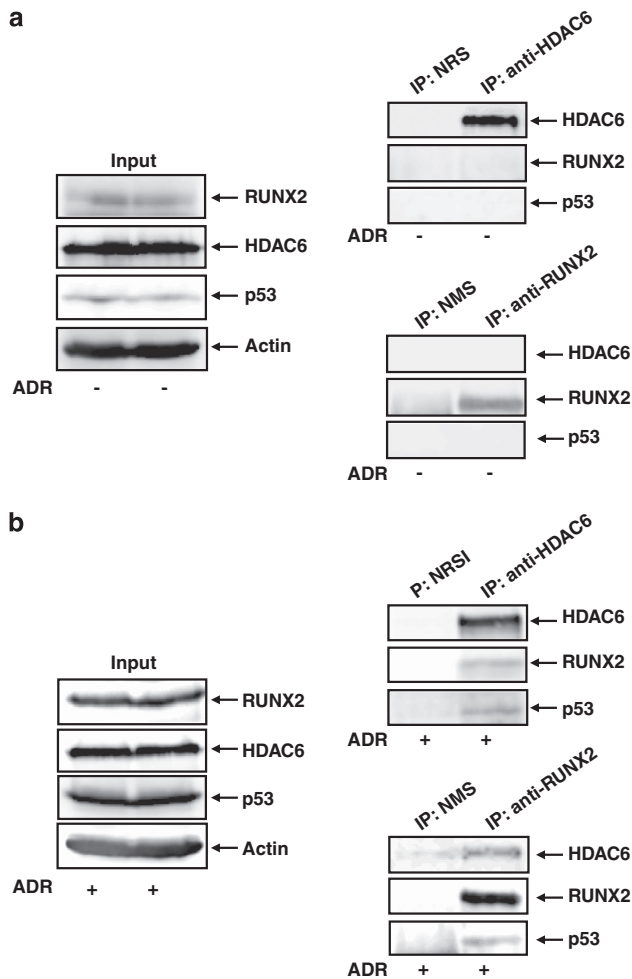 a
Input
RUNX2
HDAC6
p53
Actin
ADR - -
IP: NRS IP: anti-HDAC6
HDAC6
RUNX2
p53
ADR - -
IP: NMS IP: anti-RUNX2
HDAC6
RUNX2
p53
ADR - -
b
Input
RUNX2
HDAC6
p53
Actin
ADR + +
P: NRSI IP: anti-HDAC6
HDAC6
RUNX2
p53
ADR + +
IP: NMS IP: anti-RUNX2
HDAC6
RUNX2
p53
ADR + +